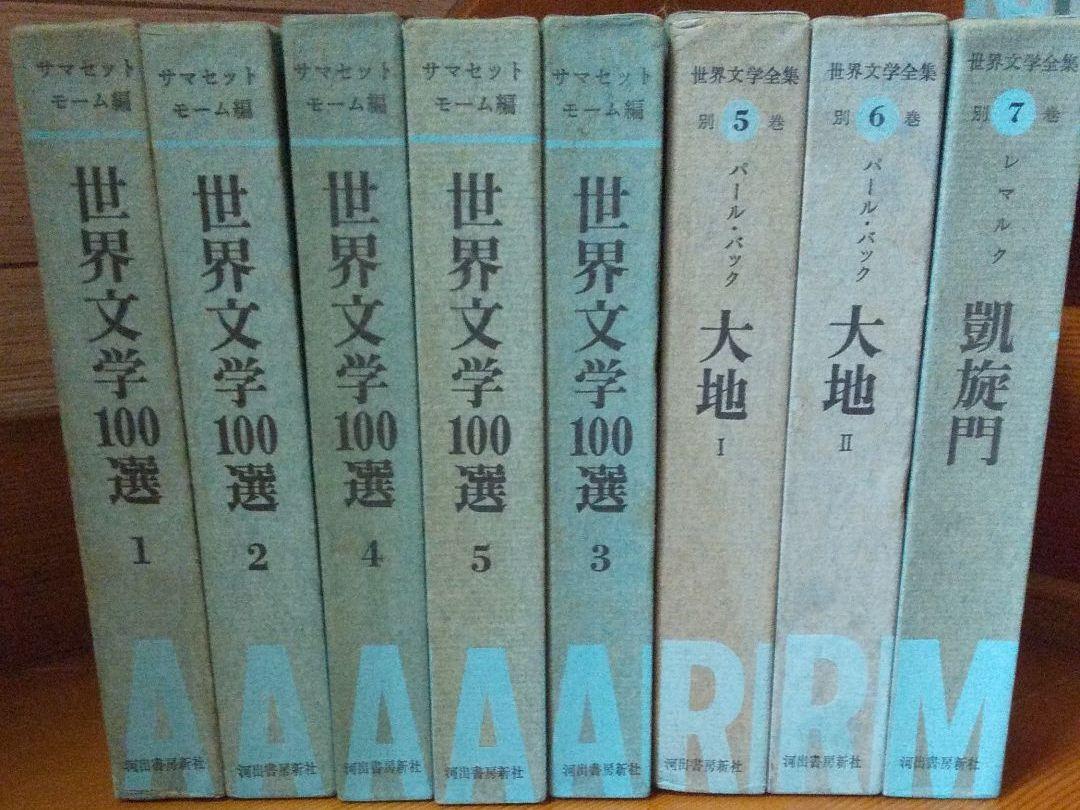 サマセット
モーム編
世界文学100選
1
A
河出書房新社
サマセット
モーム編
世界文学100選
2
A
河出書房新社
サマセット
モーム編
世界文学100選
4
A
河出書房新社
サマセット
モーム編
世界文学100選
5
A
河出書房新社
サマセット
モーム編
世界文学100選
3
A
河出書房新社
世界文学全集
別5巻
パール・バック
大地 I
R
河出書房新社
世界文学全集
別6巻
パール・バック
大地 II
R
河出書房新社
世界文学全集
別7巻
レマルク
凱旋門
M
河出書房新社